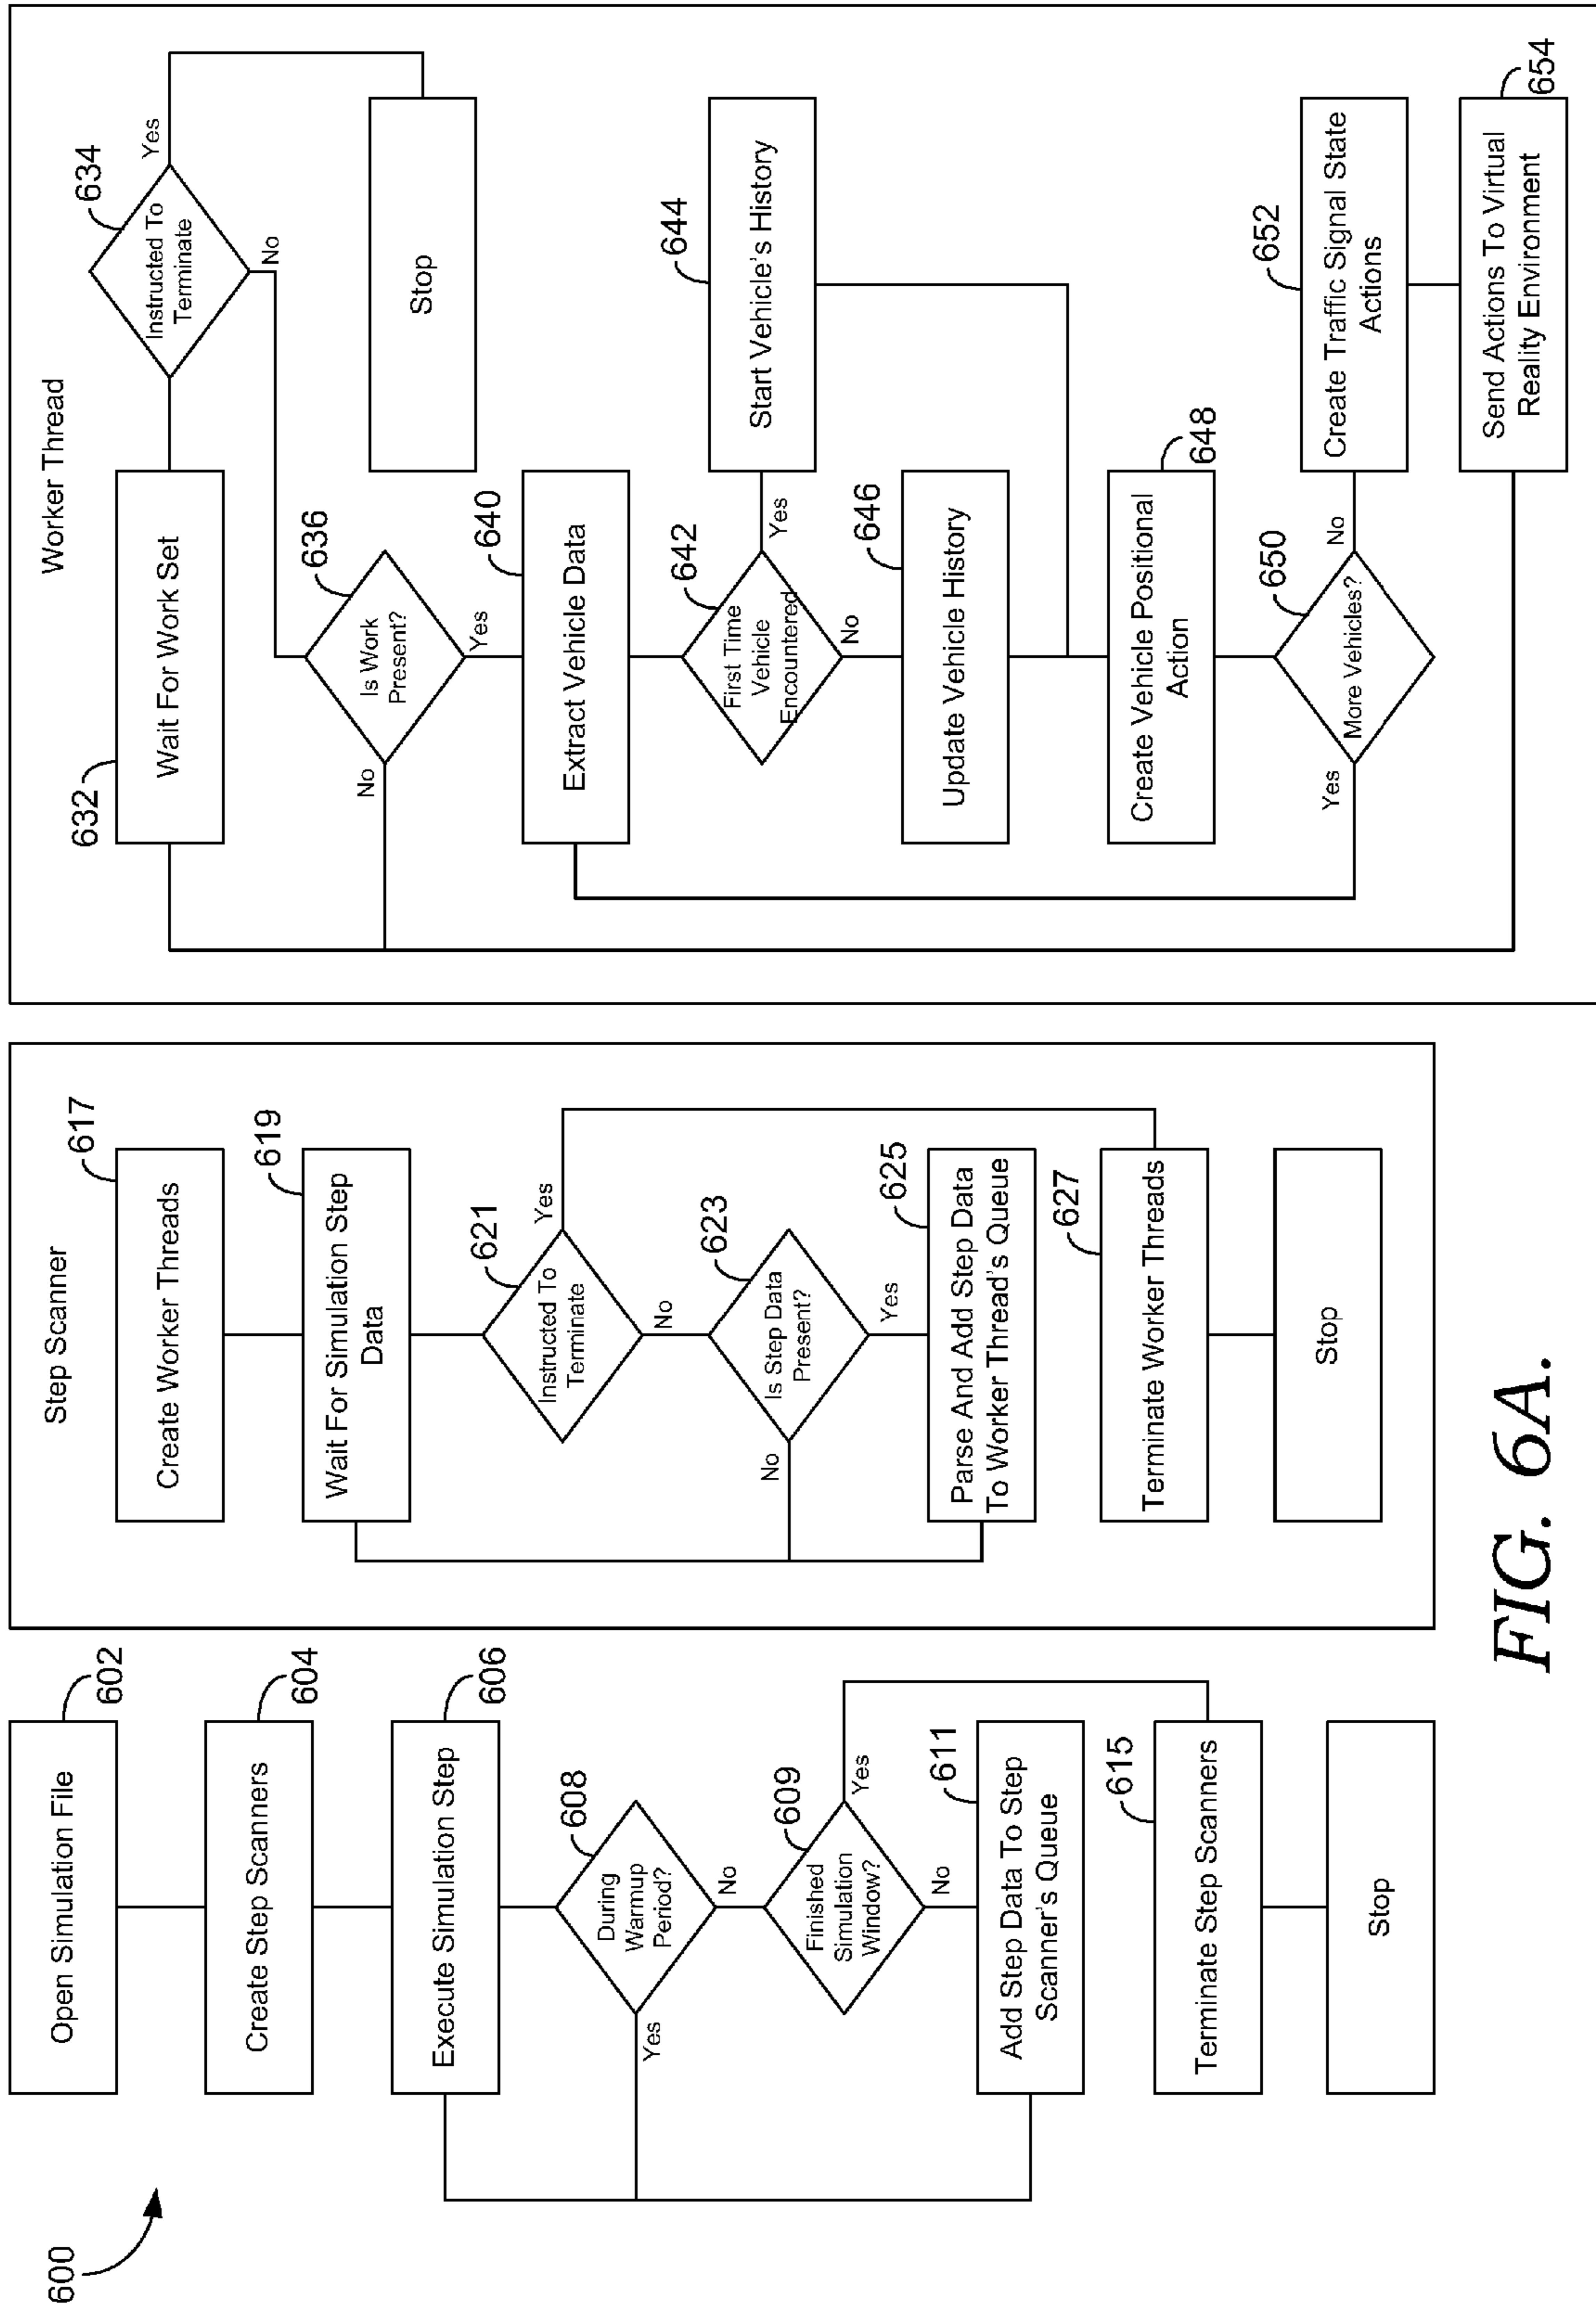 600
Open Simulation File
602
Create Step Scanners
604
Execute Simulation Step
606
During
Warmup
Period?
608
Yes
No
Finished
Simulation
Window?
609
Yes
No
Add Step Data To Step
Scanner's Queue
611
Terminate Step Scanners
615
Stop
Step Scanner
Create Worker Threads
617
Wait For Simulation Step
Data
619
Instructed To
Terminate
621
Yes
No
Is Step Data
Present?
623
No
Yes
Parse And Add Step Data
To Worker Thread's Queue
625
Terminate Worker Threads
627
Stop
Worker Thread
Wait For Work Set
632
Instructed To
Terminate
634
Yes
No
Stop
Is Work
Present?
636
No
Yes
Extract Vehicle Data
640
First Time
Vehicle
Encountered
642
Yes
No
Start Vehicle's History
644
Update Vehicle History
646
Create Vehicle Positional
Action
648
More Vehicles?
650
Yes
No
Create Traffic Signal State
Actions
652
Send Actions To Virtual
Reality Environment
654
FIG. 6A.